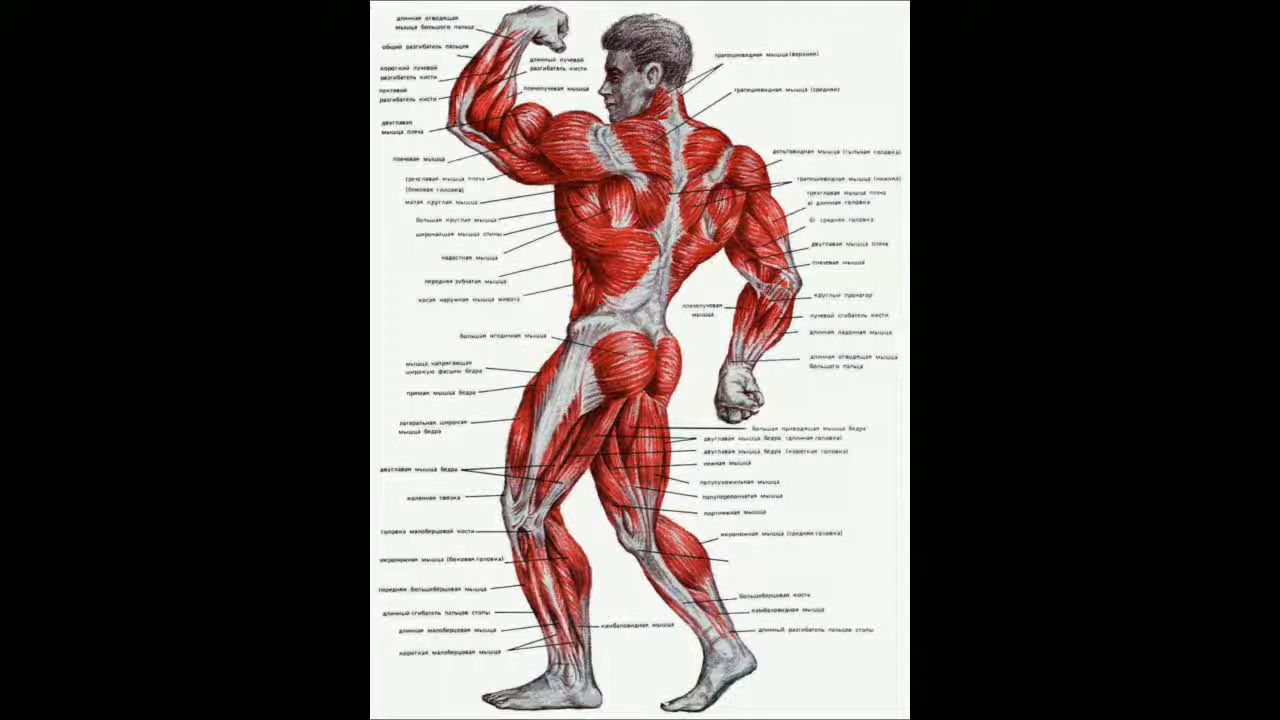 длинная отводящая
мышца большого пальца
общий разгибатель пальцев
короткий лучевой
разгибатель кисти
локтевой
разгибатель кисти
двуглавая
мышца плеча
плечевая мышца
трехглавая мышца плеча
(боковая головка)
малая круглая мышца
большая круглая мышца
широчайшая мышца спины
надостная мышца
передняя зубчатая мышца
косая наружная мышца живота
большая ягодичная мышца
мышца, напрягающая
широкую фасцию бедра
прямая мышца бедра
латеральная широкая
мышца бедра
двуглавая мышца бедра
коленная связка
головка малоберцовой кости
икроножная мышца (боковая головка)
передняя большеберцовая мышца
длинный сгибатель пальцев стопы
длинная малоберцовая мышца
короткая малоберцовая мышца
длинный лучевой
разгибатель кисти
плечелучевая мышца
трапециевидная мышца (верхняя)
трапециевидная мышца (средняя)
дельтовидная мышца (тыльная головка)
трапециевидная мышца (нижняя)
трехглавая мышца плеча
а) длинная головка
б) средняя головка
двуглавая мышца плеча
плечевая мышца
круглый пронатор
плечелучевая
мышца
лучевой сгибатель кисти
длинная ладонная мышца
длинная отводящая мышца
большого пальца
большая приводящая мышца бедра
двуглавая мышца бедра (длинная головка)
двуглавая мышца бедра (короткая головка)
нежная мышца
полусухожильная мышца
полуперепончатая мышца
портняжная мышца
икроножная мышца (средняя головка)
большеберцовая кость
камбаловидная мышца
камбаловидная мышца
длинный разгибатель пальцев стопы